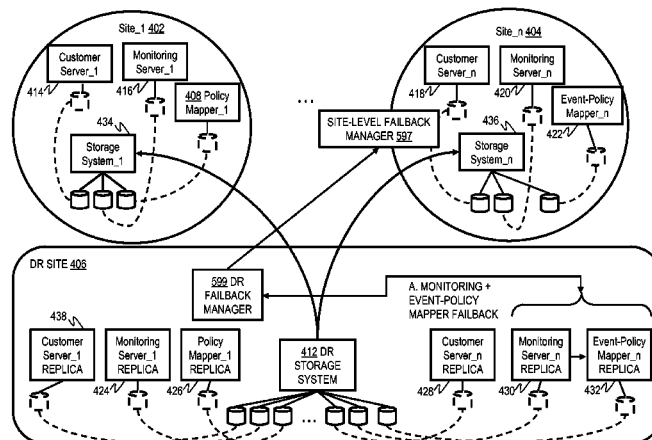 Site_1 402
Customer
Server_1
414
Monitoring
Server_1
416
408 Policy
Mapper_1
434
Storage
System_1
...
SITE-LEVEL FAILBACK
MANAGER 597
Site_n 404
Customer
Server_n
418
Monitoring
Server_n
420
Event-Policy
Mapper_n
422
436
Storage
System_n
DR SITE 406
599 DR
FAILBACK
MANAGER
A. MONITORING +
EVENT-POLICY
MAPPER FAILBACK
438
Customer
Server_1
REPLICA
Monitoring
Server_1
REPLICA
424
Policy
Mapper_1
REPLICA
426
412 DR
STORAGE
SYSTEM
...
Customer
Server_n
REPLICA
428
Monitoring
Server_n
REPLICA
430
Event-Policy
Mapper_n
REPLICA
432